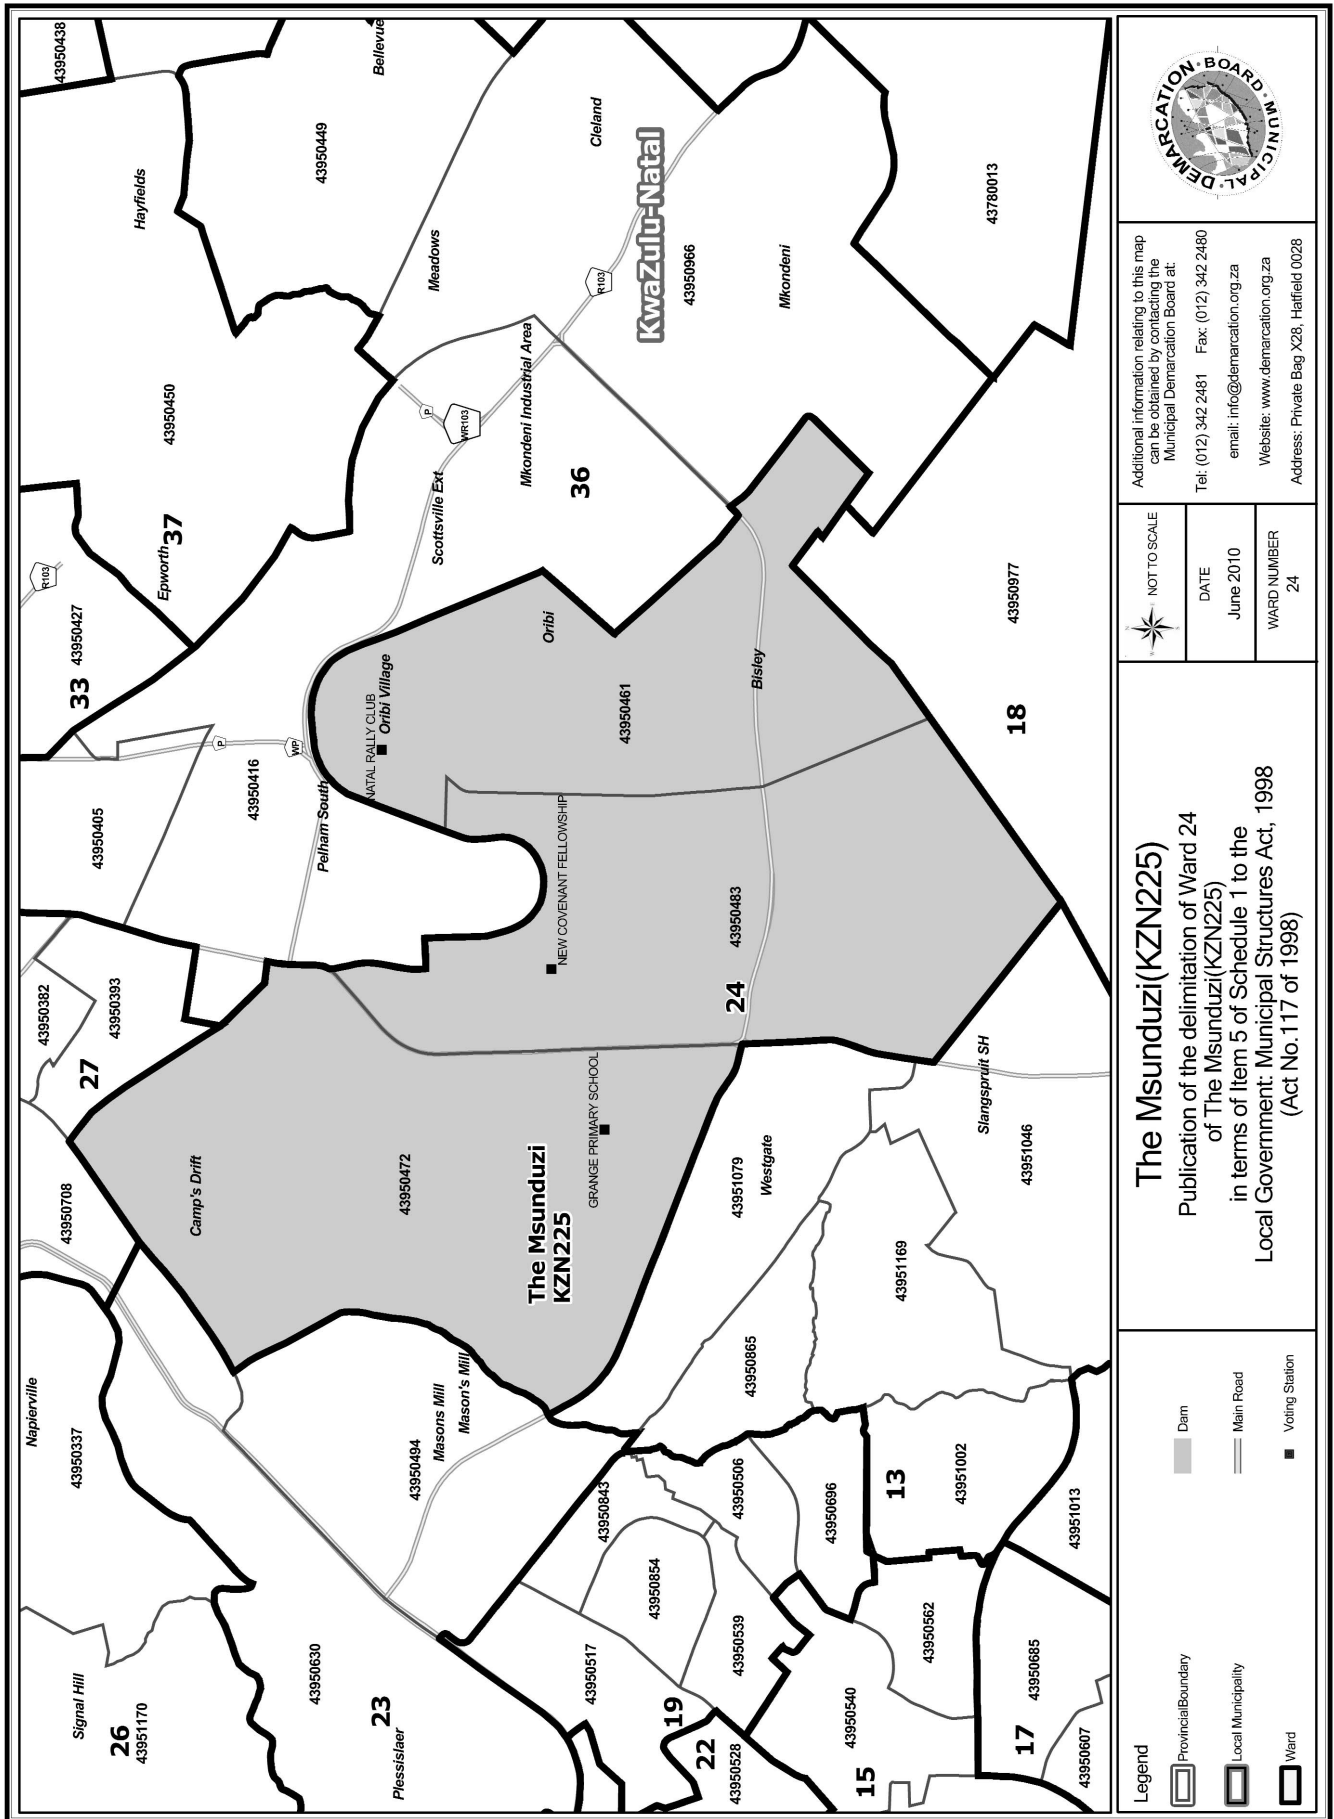 43950438
43950449
Bellevue
Hayfields
Meadows
Cleland
KwaZulu-Natal
R103
43950966
Mkondeni
43780013
43950450
Epworth
37
33
43950427
R103
P
WR103
Mkondeni Industrial Area
Scottsville Ext
36
43950405
43950416
P
WP
Pelham South
NATAL RALLY CLUB
Oribi Village
Oribi
43950461
Bisley
43950977
18
43950382
43950393
27
NEW COVENANT FELLOWSHIP
43950483
24
43950708
Camp's Drift
43950472
GRANGE PRIMARY SCHOOL
The Msunduzi
KZN225
43951079
Westgate
Slangspruit SH
43951046
43951169
43950865
Napierville
43950337
43950494
Masons Mill
Mason's Mill
43950843
43950506
43950696
13
43951002
43951013
43950854
43950539
43950517
19
22
43950528
43950562
43950540
15
43950685
17
43950607
Signal Hill
26
43951170
43950630
23
Plessislaer
Legend
ProvincialBoundary
Local Municipality
Ward
Dam
Main Road
Voting Station
The Msunduzi(KZN225)
Publication of the delimitation of Ward 24
of The Msunduzi(KZN225)
in terms of Item 5 of Schedule 1 to the
Local Government: Municipal Structures Act, 1998
(Act No.117 of 1998)
NOT TO SCALE
DATE
June 2010
WARD NUMBER
24
Additional information relating to this map
can be obtained by contacting the
Municipal Demarcation Board at:
Tel: (012) 342 2481 Fax: (012) 342 2480
email: info@demarcation.org.za
Website: www.demarcation.org.za
Address: Private Bag X28, Hatfield 0028
MUNICIPAL DEMARCATION BOARD